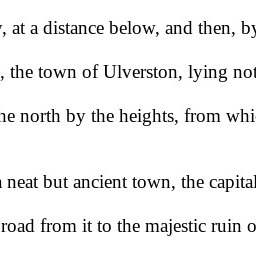 , at a distance below, and then, by
, the town of Ulverston, lying not
he north by the heights, from whi
neat but ancient town, the capital
road from it to the majestic ruin o